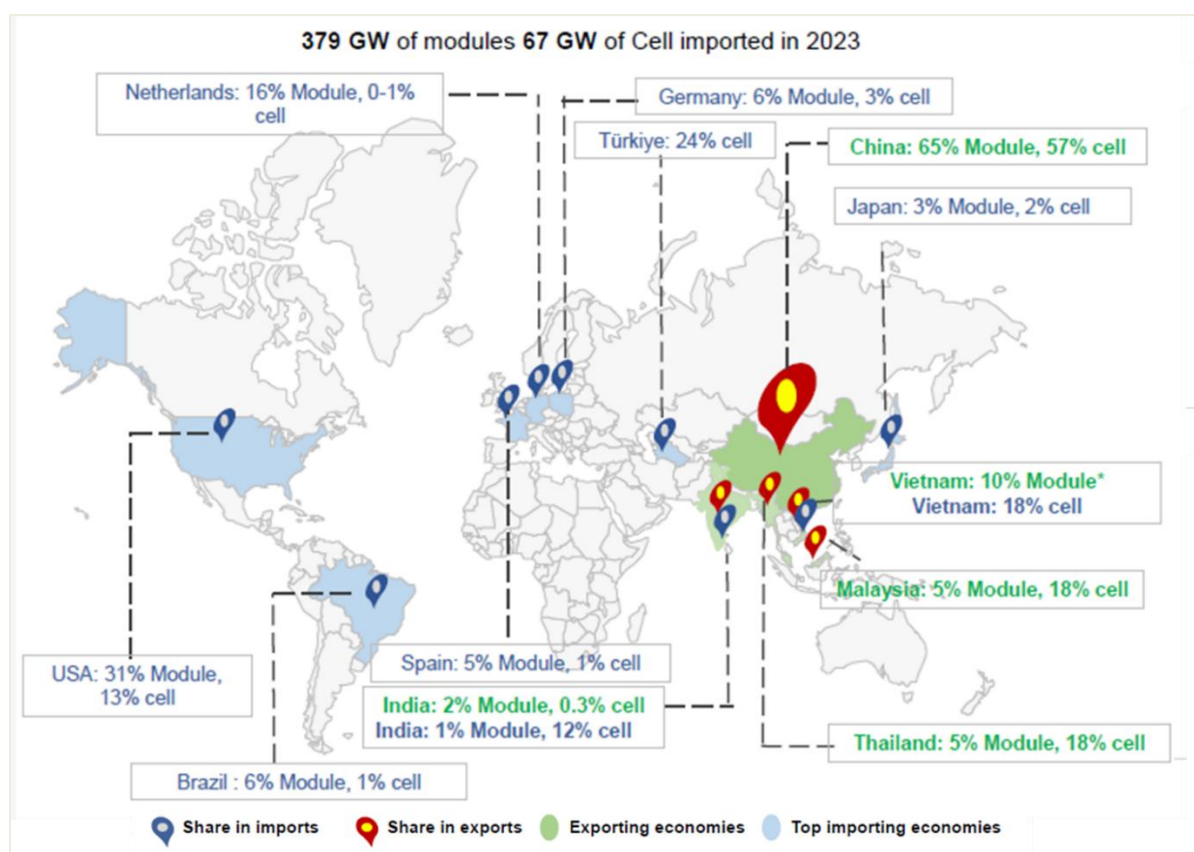 379 GW of modules 67 GW of Cell imported in 2023
Netherlands: 16% Module, 0-1%
cell
Germany: 6% Module, 3% cell
Türkiye: 24% cell
China: 65% Module, 57% cell
Japan: 3% Module, 2% cell
Vietnam: 10% Module*
Vietnam: 18% cell
Malaysia: 5% Module, 18% cell
USA: 31% Module,
13% cell
Spain: 5% Module, 1% cell
India: 2% Module, 0.3% cell
India: 1% Module, 12% cell
Thailand: 5% Module, 18% cell
Brazil : 6% Module, 1% cell
Share in imports
Share in exports
Exporting economies
Top importing economies